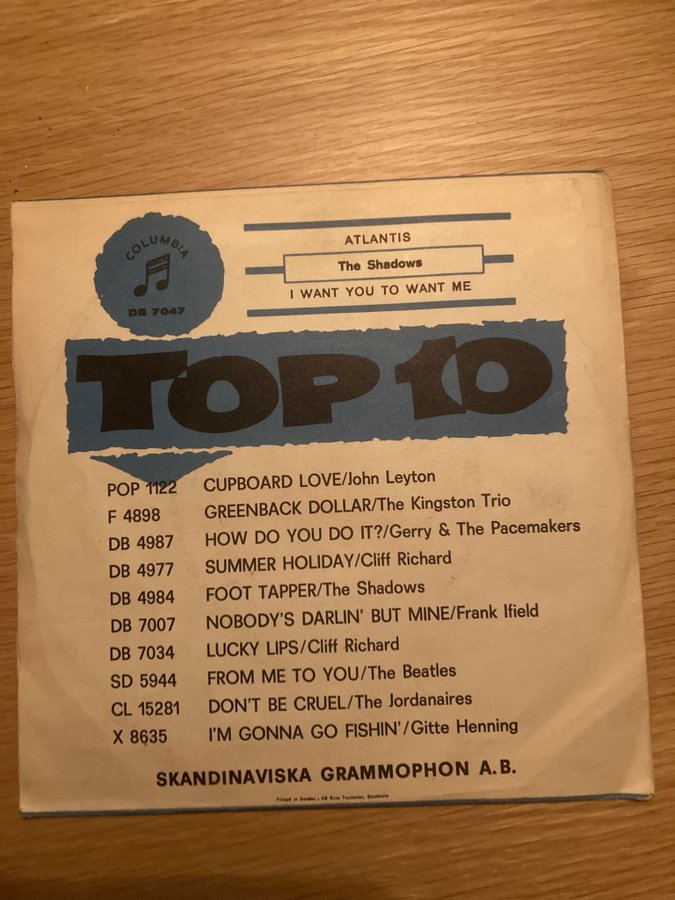 COLUMBIA
DB 7047
ATLANTIS
The Shadows
I WANT YOU TO WANT ME
TOP 10
POP 1122 CUPBOARD LOVE/John Leyton
F 4898 GREENBACK DOLLAR/The Kingston Trio
DB 4987 HOW DO YOU DO IT?/Gerry & The Pacemakers
DB 4977 SUMMER HOLIDAY/Cliff Richard
DB 4984 FOOT TAPPER/The Shadows
DB 7007 NOBODY'S DARLIN' BUT MINE/Frank Ifield
DB 7034 LUCKY LIPS/Cliff Richard
SD 5944 FROM ME TO YOU/The Beatles
CL 15281 DON'T BE CRUEL/The Jordanaires
X 8635 I'M GONNA GO FISHIN'/Gitte Henning
SKANDINAVISKA GRAMMOPHON A.B.
Printed in Sweden